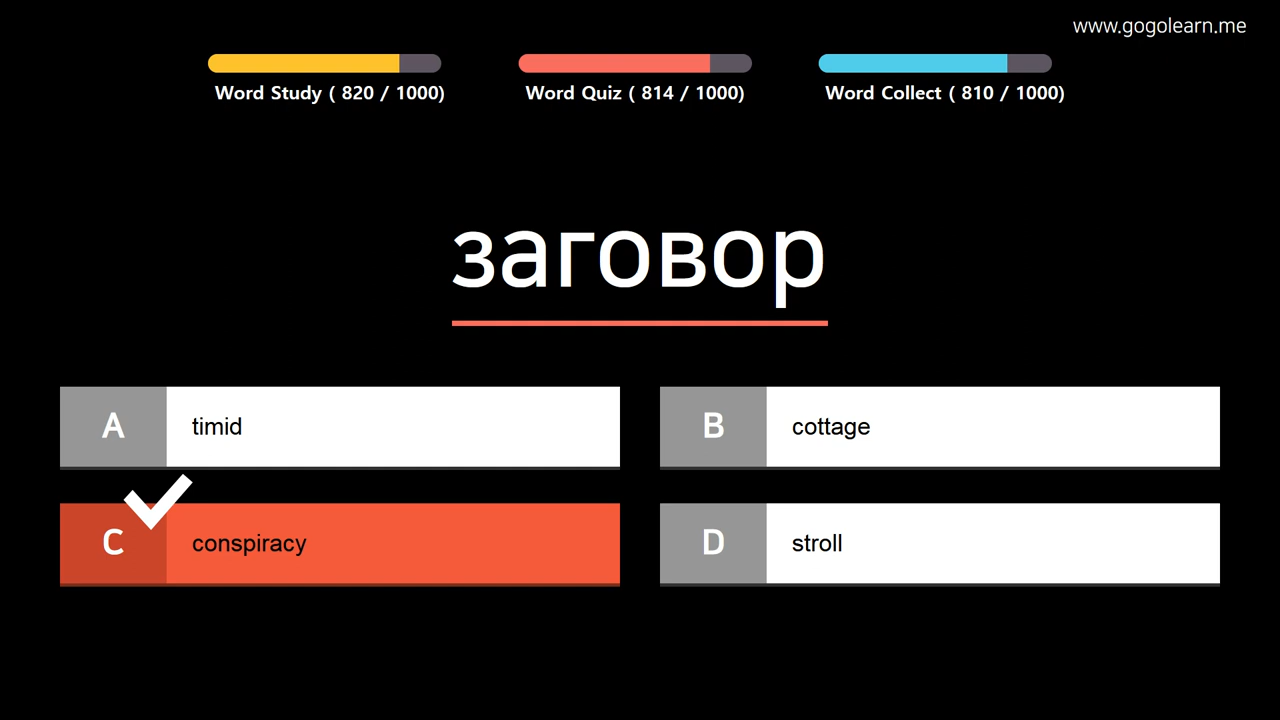 www.gogolearn.me
Word Study ( 820 / 1000)
Word Quiz ( 814 / 1000)
Word Collect ( 810 / 1000)
заговор
A timid
B cottage
C conspiracy
D stroll